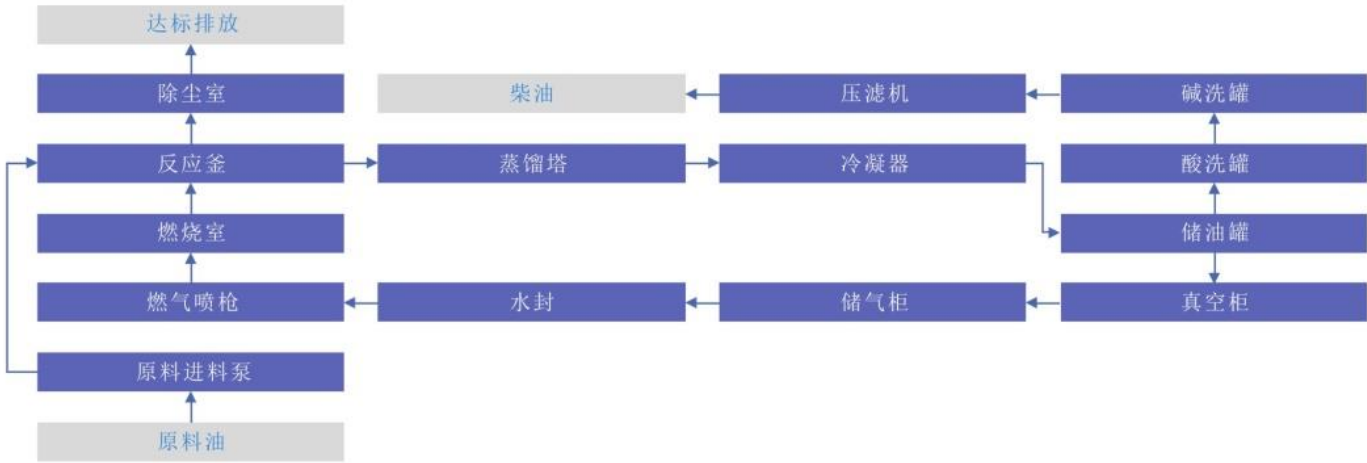 达标排放
除尘室
柴油
压滤机
碱洗罐
反应釜
蒸馏塔
冷凝器
酸洗罐
燃烧室
储油罐
燃气喷枪
水封
储气柜
真空柜
原料进料泵
原料油